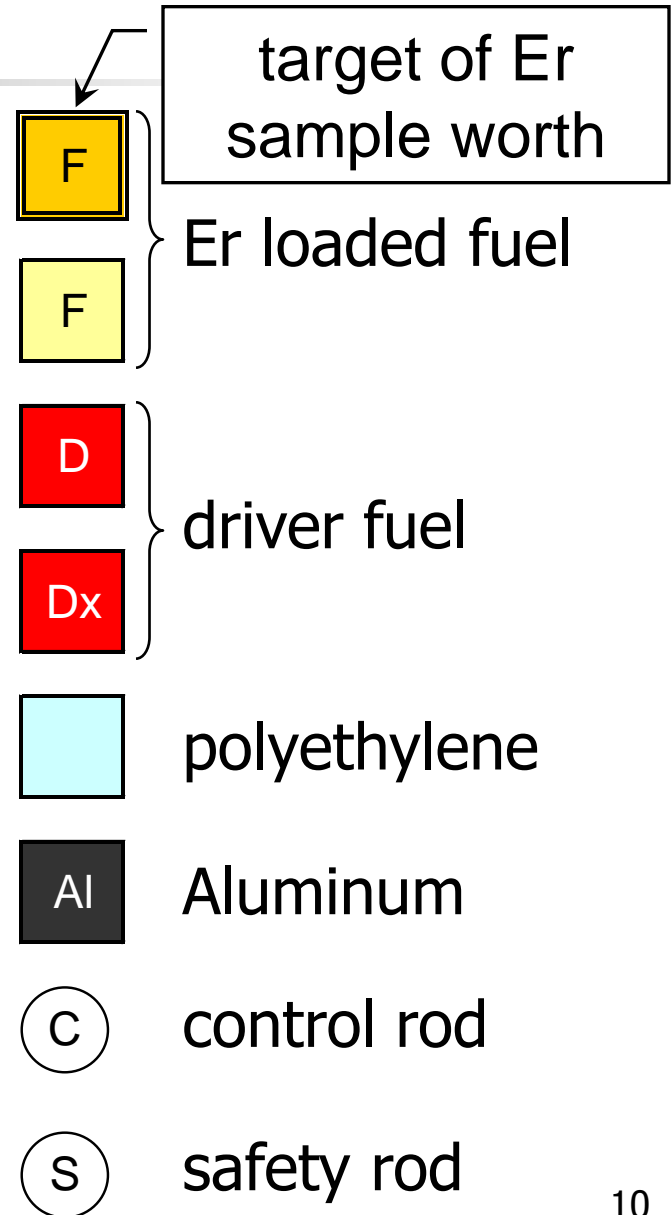 target of Er
sample worth
F
Er loaded fuel
F
D
driver fuel
Dx
polyethylene
Al Aluminum
C control rod
S safety rod
10